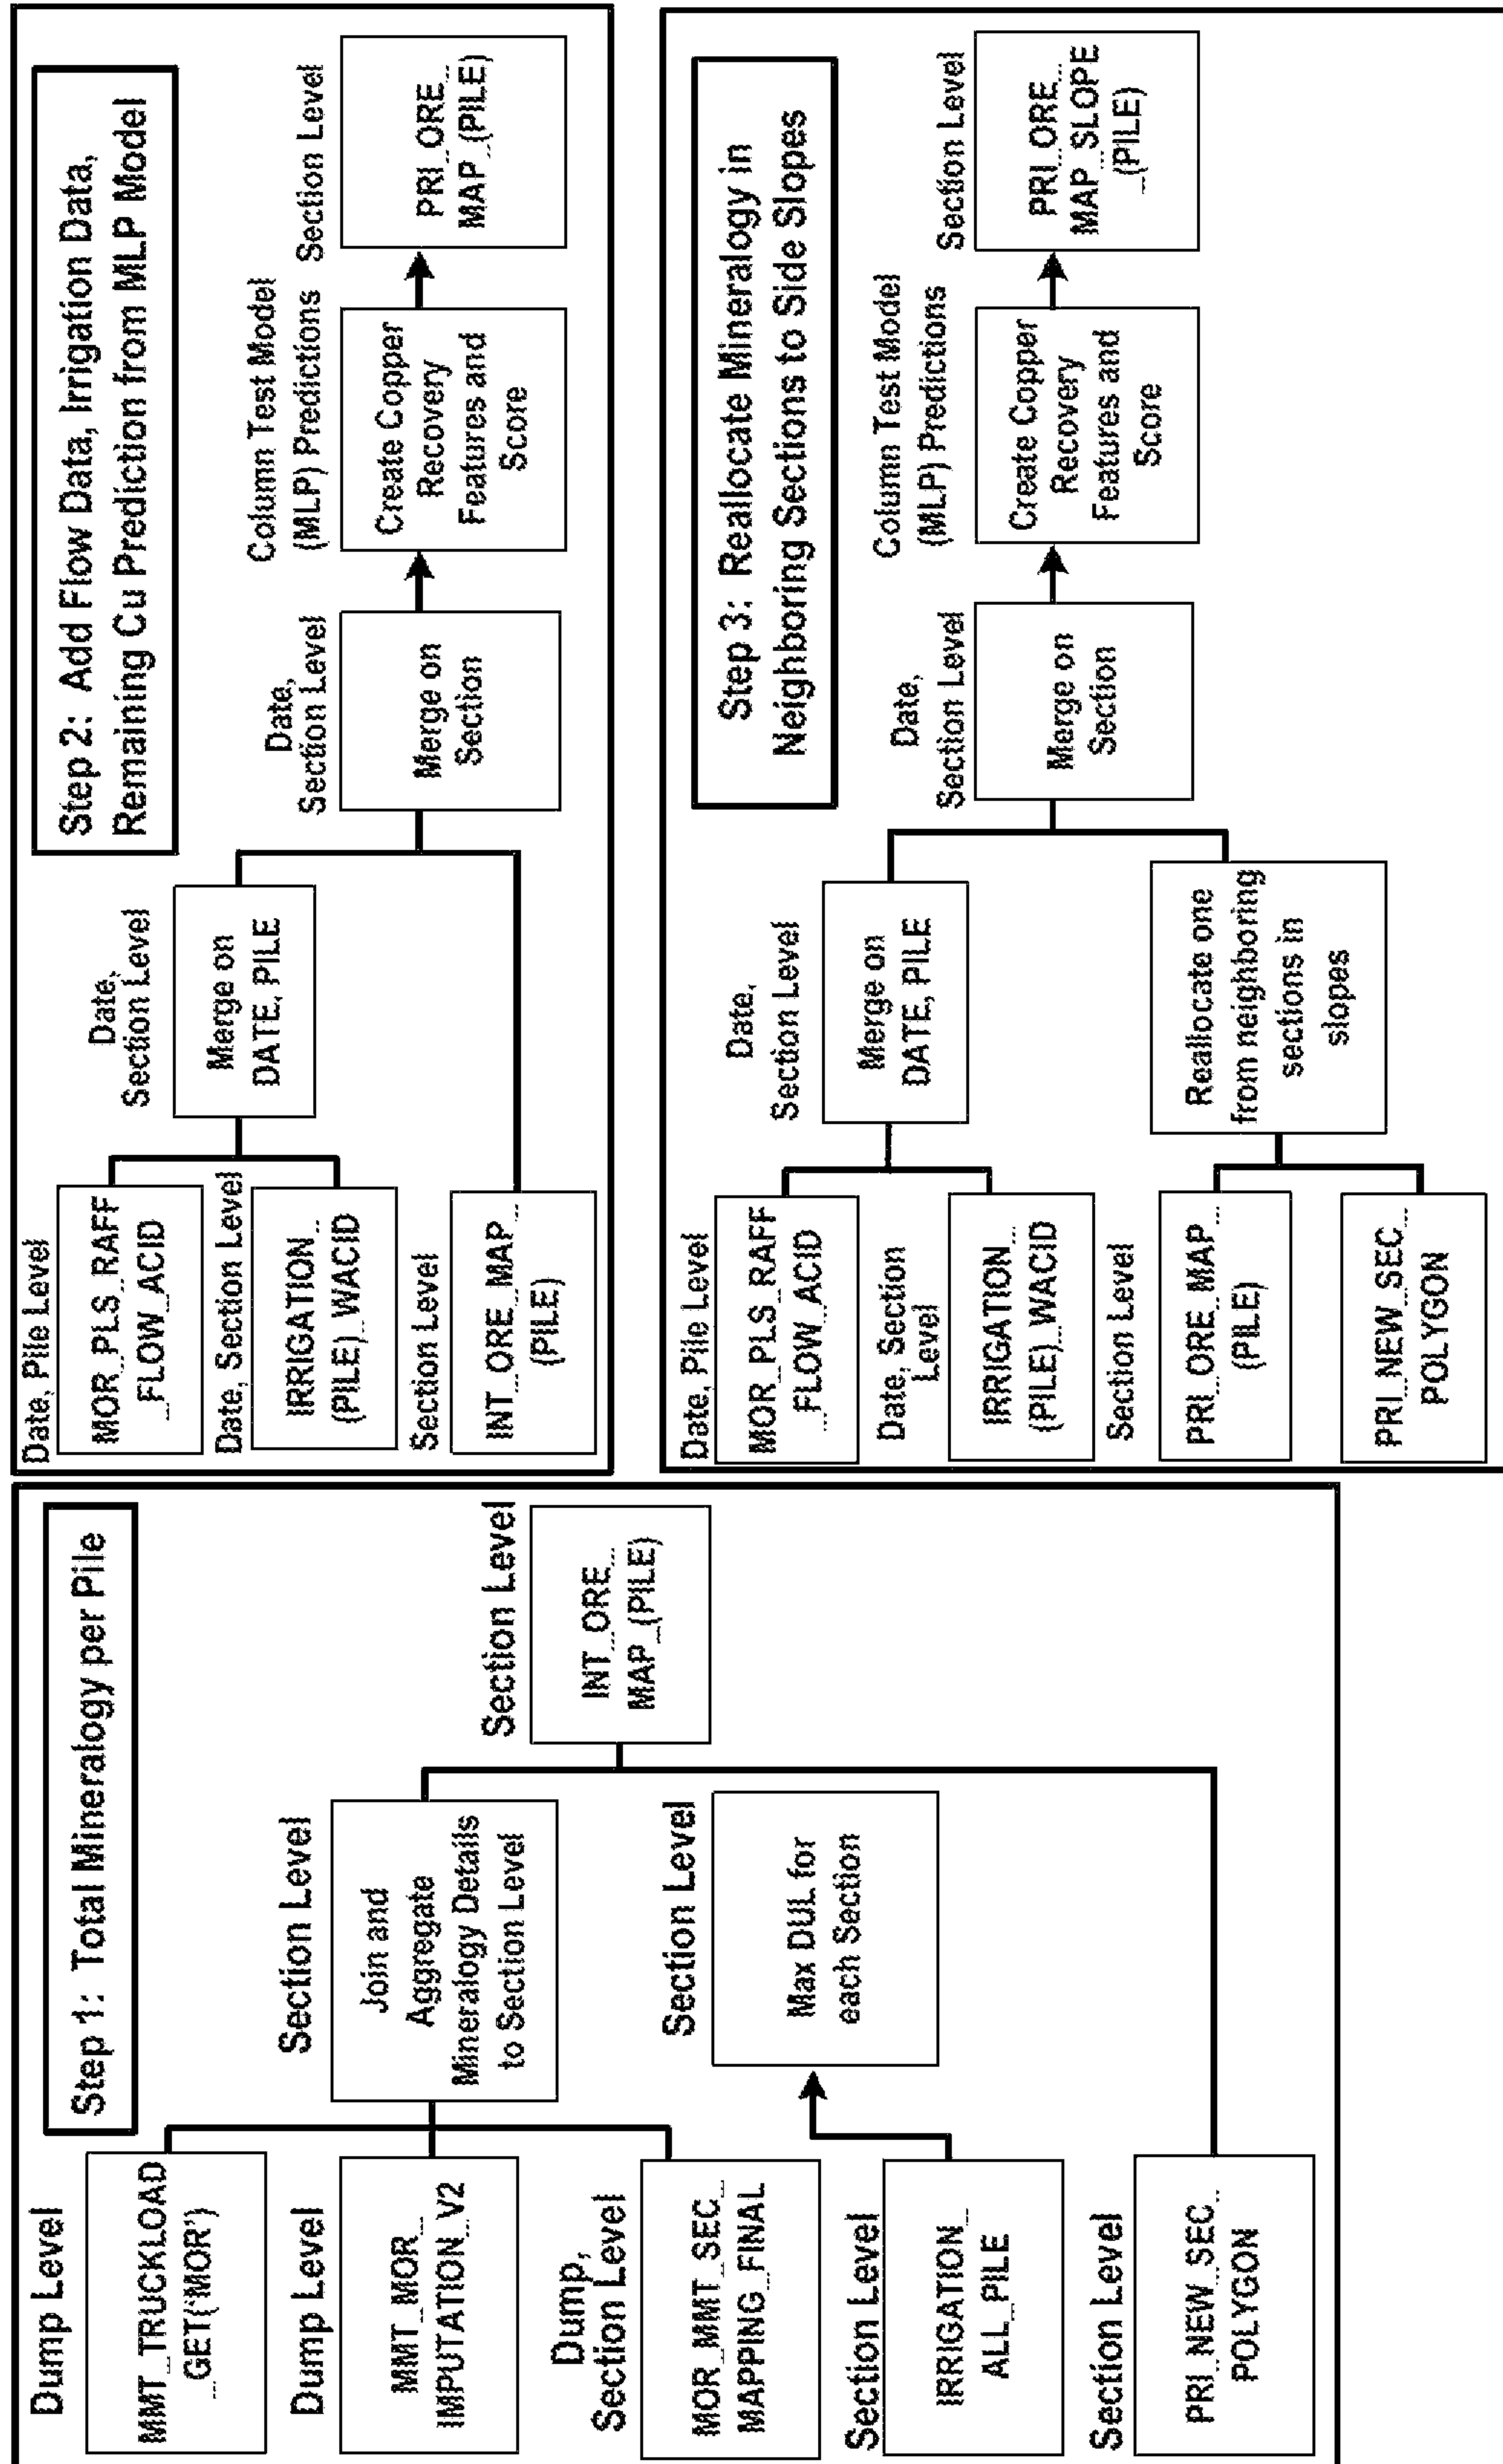 Step 1: Total Mineralogy per Pile
Dump Level
MMT_TRUCKLOAD
_GET('MOR')
Dump Level
MMT_MOR_
IMPUTATION_V2
Dump,
Section Level
MOR_MMT_SEC_
MAPPING_FINAL
Section Level
IRRIGATION_
ALL_PILE
Section Level
PRI_NEW_SEC_
POLYGON
Section Level
Join and
Aggregate
Mineralogy Details
to Section Level
Section Level
Max DUL for
each Section
Section Level
INT_ORE_
MAP_(PILE)
Step 2: Add Flow Data, Irrigation Data,
Remaining Cu Prediction from MLP Model
Date, Pile Level
MOR_PLS_RAFF
_FLOW_ACID
Date, Section Level
IRRIGATION_
(PILE)_WACID
Section Level
INT_ORE_MAP_
(PILE)
Date,
Section Level
Merge on
DATE, PILE
Date,
Section Level
Merge on
Section
Column Test Model
(MLP) Predictions
Create Copper
Recovery
Features and
Score
Section Level
PRI_ORE_
MAP_(PILE)
Step 3: Reallocate Mineralogy in
Neighboring Sections to Side Slopes
Date, Pile Level
MOR_PLS_RAFF
_FLOW_ACID
Date, Section
Level
IRRIGATION_
(PILE)_WACID
Section Level
PRI_ORE_MAP_
(PILE)
PRI_NEW_SEC_
POLYGON
Date,
Section Level
Merge on
DATE, PILE
Reallocate one
from neighboring
sections in
slopes
Date,
Section Level
Merge on
Section
Column Test Model
(MLP) Predictions
Create Copper
Recovery
Features and
Score
Section Level
PRI_ORE_
MAP_SLOPE
_(PILE)